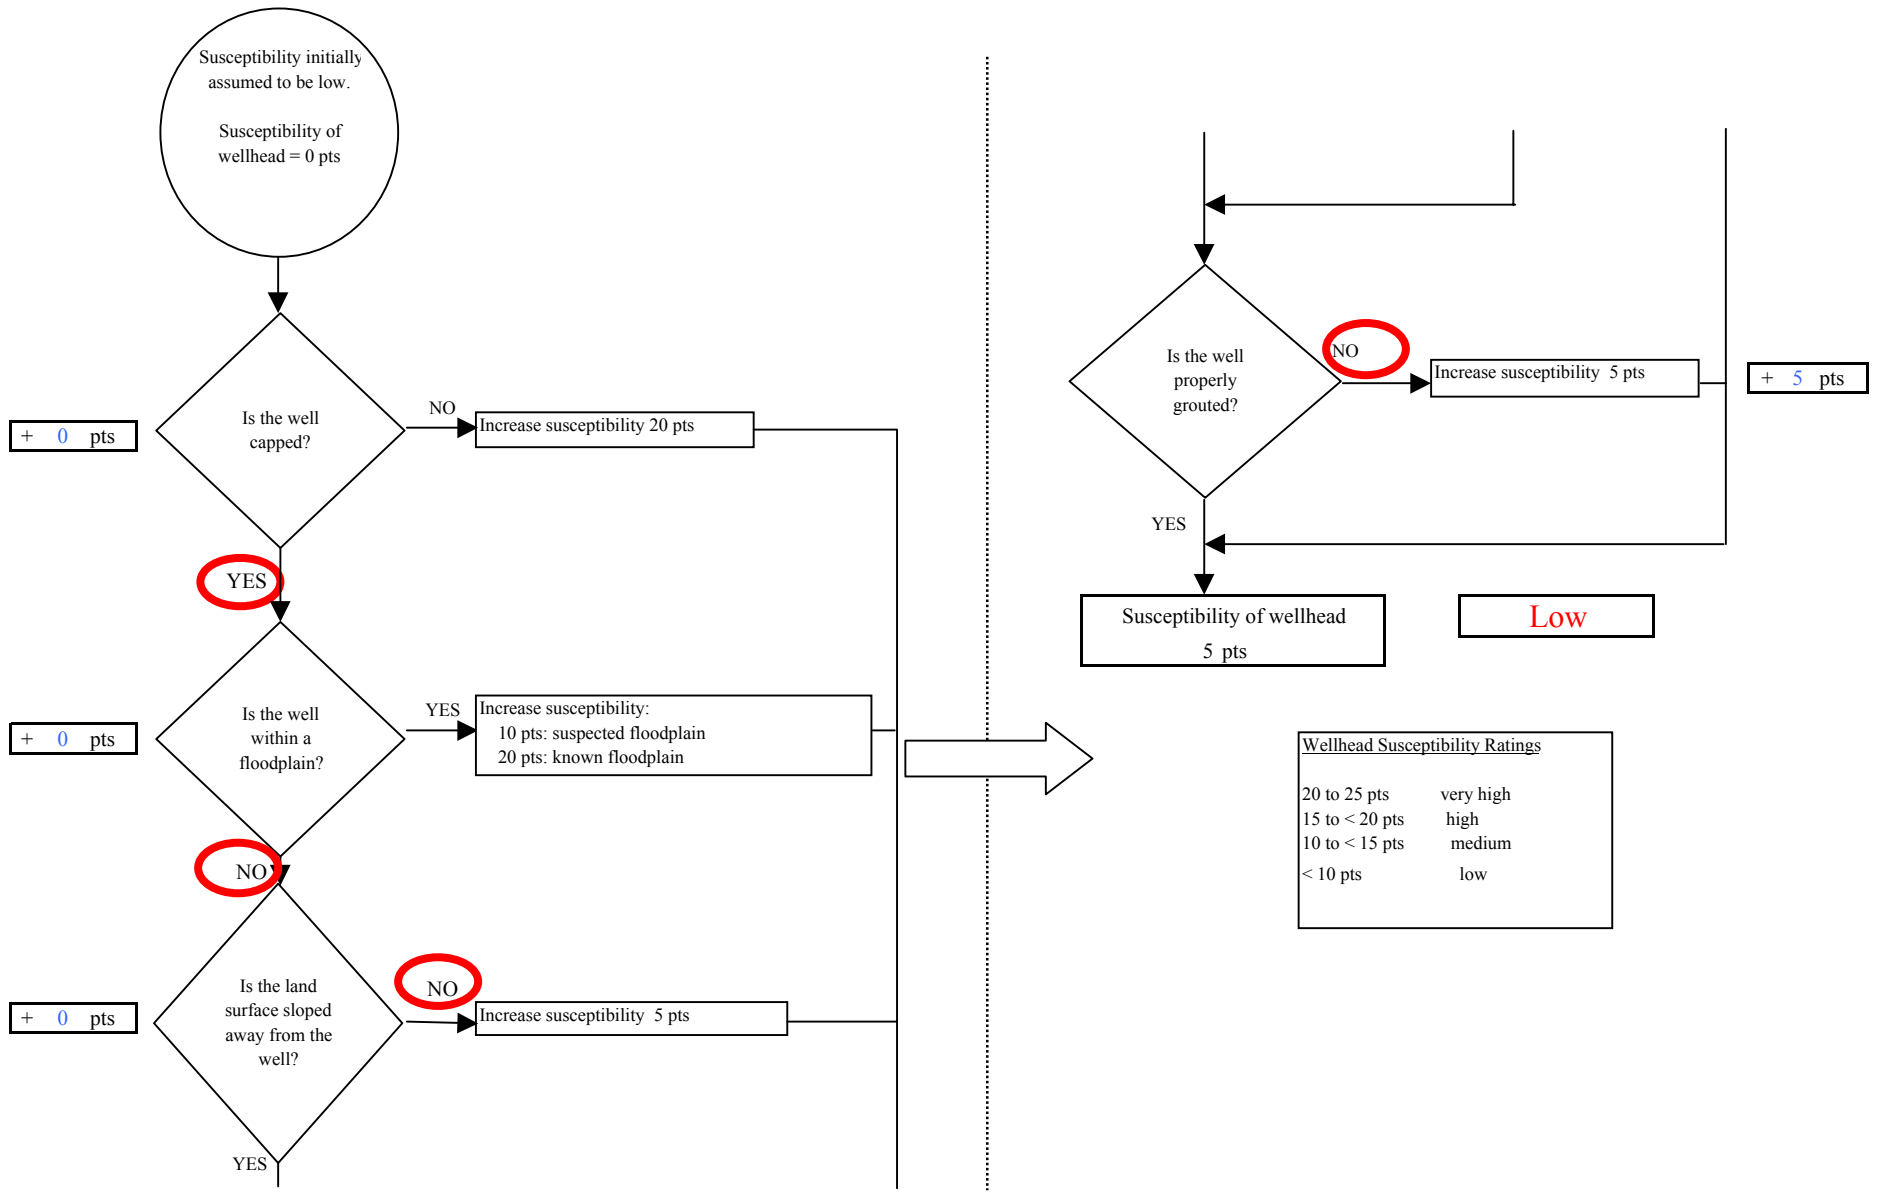 Susceptibility initially
assumed to be low.
Susceptibility of
wellhead = 0 pts
Is the well
capped?
NO
Increase susceptibility 20 pts
+ 0 pts
YES
Is the well
within a
floodplain?
YES
Increase susceptibility:
10 pts: suspected floodplain
20 pts: known floodplain
+ 0 pts
NO
Is the land
surface sloped
away from the
well?
NO
Increase susceptibility 5 pts
+ 0 pts
YES
Is the well
properly
grouted?
NO
Increase susceptibility 5 pts
+ 5 pts
YES
Susceptibility of wellhead
5 pts
Low
Wellhead Susceptibility Ratings
20 to 25 pts very high
15 to < 20 pts high
10 to < 15 pts medium
< 10 pts low